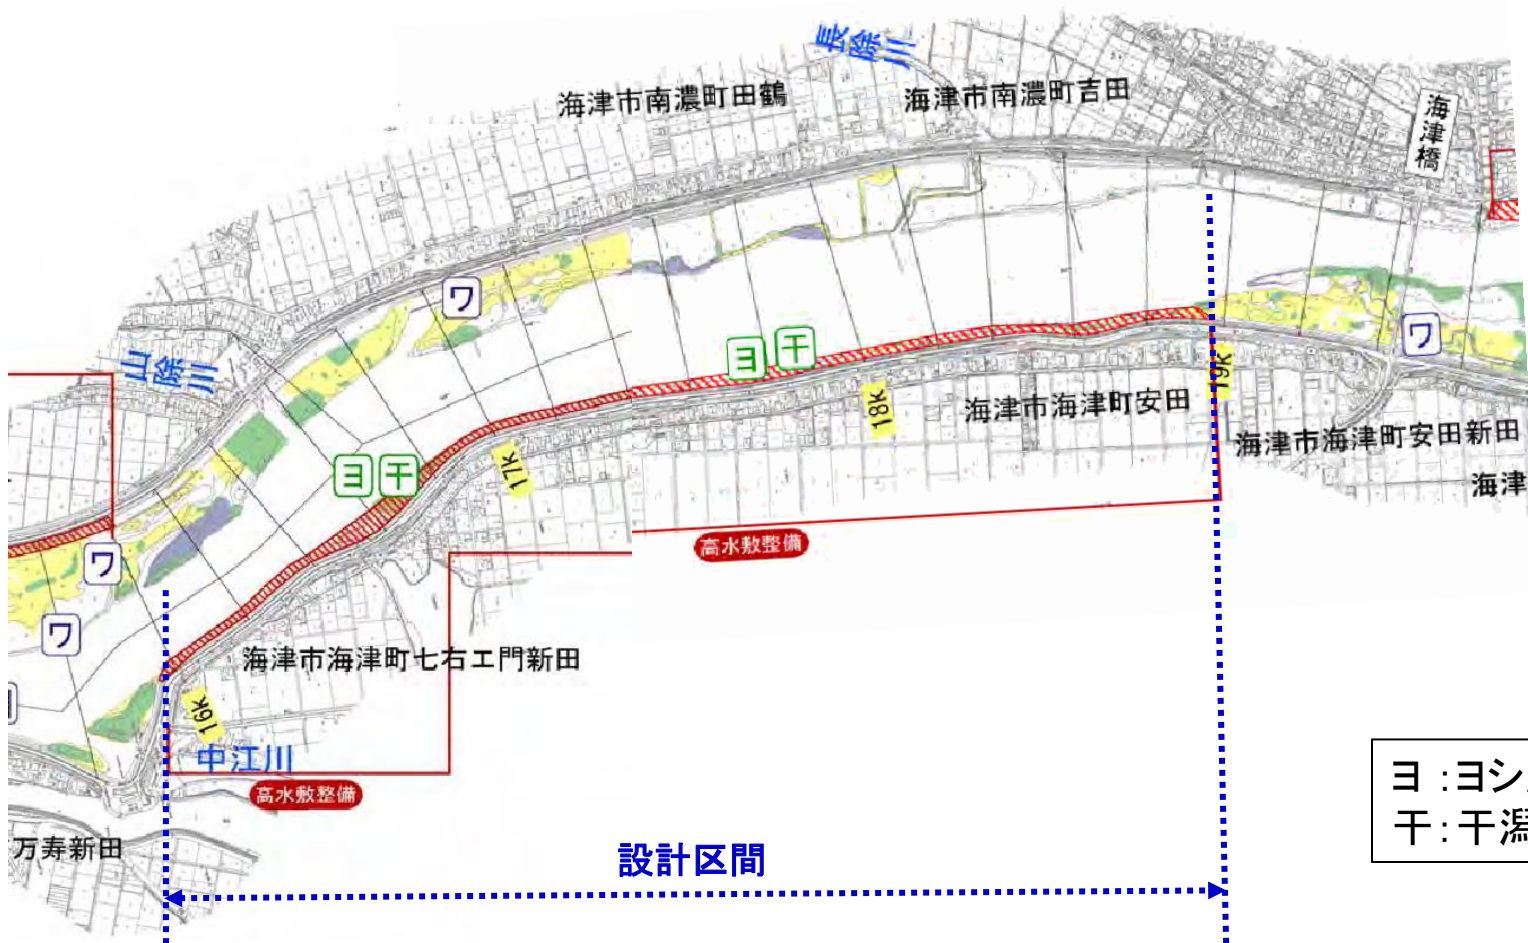 長除川
海津市南濃町田鶴
海津市南濃町吉田
海津橋
ワ
山除川
ワ
ヨ 干
18K
海津市海津町安田
19K
海津市海津町安田新田
海津
17K
ヨ 干
高水敷整備
ワ
ワ
海津市海津町七右エ門新田
16K
中江川
高水敷整備
万寿新田
設計区間
ヨ:ヨシ
干:干潟